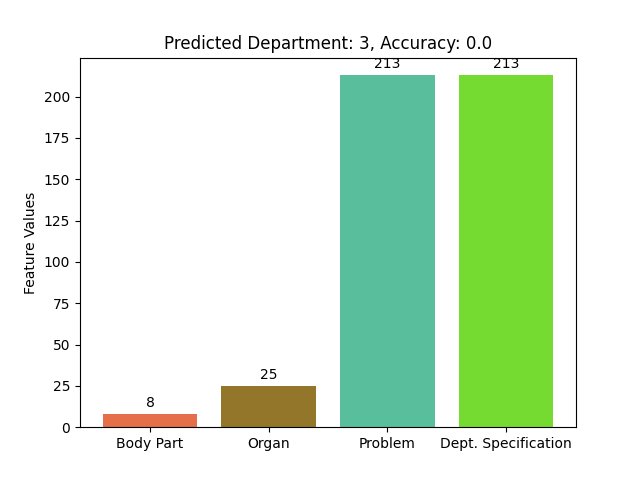 Predicted Department: 3, Accuracy: 0.0
213
213
200
175
150
125
100
75
50
25
0
Feature Values
8
25
Body Part
Organ
Problem
Dept. Specification